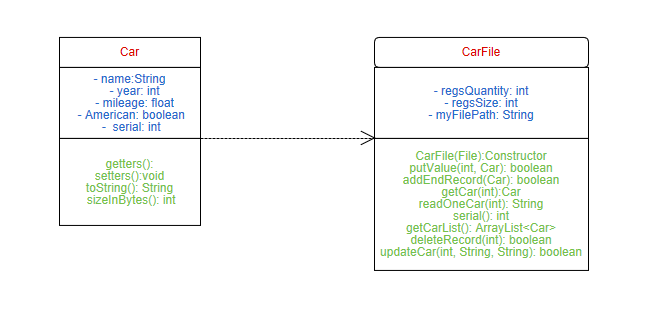 Car
- name:String
- year: int
- mileage: float
- American: boolean
- serial: int
getters():
setters():void
toString(): String
sizeInBytes(): int
CarFile
- regsQuantity: int
- regsSize: int
- myFilePath: String
CarFile(File):Constructor
putValue(int, Car): boolean
addEndRecord(Car): boolean
getCar(int):Car
readOneCar(int): String
serial(): int
getCarList(): ArrayList<Car>
deleteRecord(int): boolean
updateCar(int, String, String): boolean